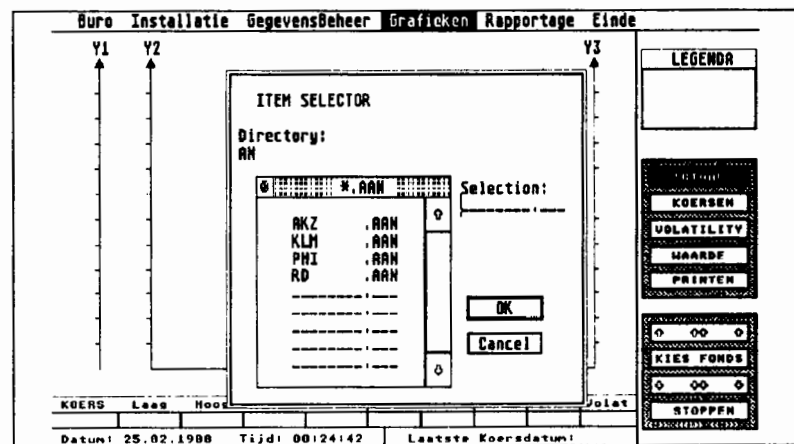 Buro Installatie GegevensBeheer Grafieken Rapportage Einde
Y1 Y2 Y3
LEGENDA
ITEM SELECTOR
Directory:
AN
*.AAN
Selection:
AKZ .AAN
KLM .AAN
PHI .AAN
RD .AAN
OK
Cancel
KOERSEN
VOLATILITY
WAARDE
PRINTEN
KIES FONDS
STOPPEN
KOERS Laag Hoo Volat
Datum: 25.02.1988 Tijd: 00:24:42 Laatste Koersdatum: